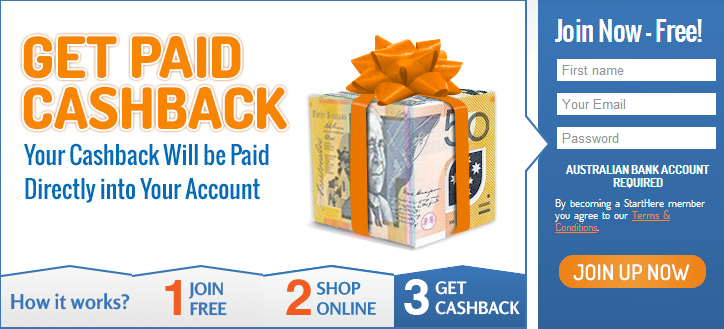 GET PAID
CASHBACK
Your Cashback Will be Paid
Directly into Your Account
50
How it works?
1 JOIN
FREE
2 SHOP
ONLINE
3 GET
CASHBACK
Join Now - Free!
First name
Your Email
Password
AUSTRALIAN BANK ACCOUNT
REQUIRED
By becoming a StartHere member
you agree to our Terms &
Conditions.
JOIN UP NOW